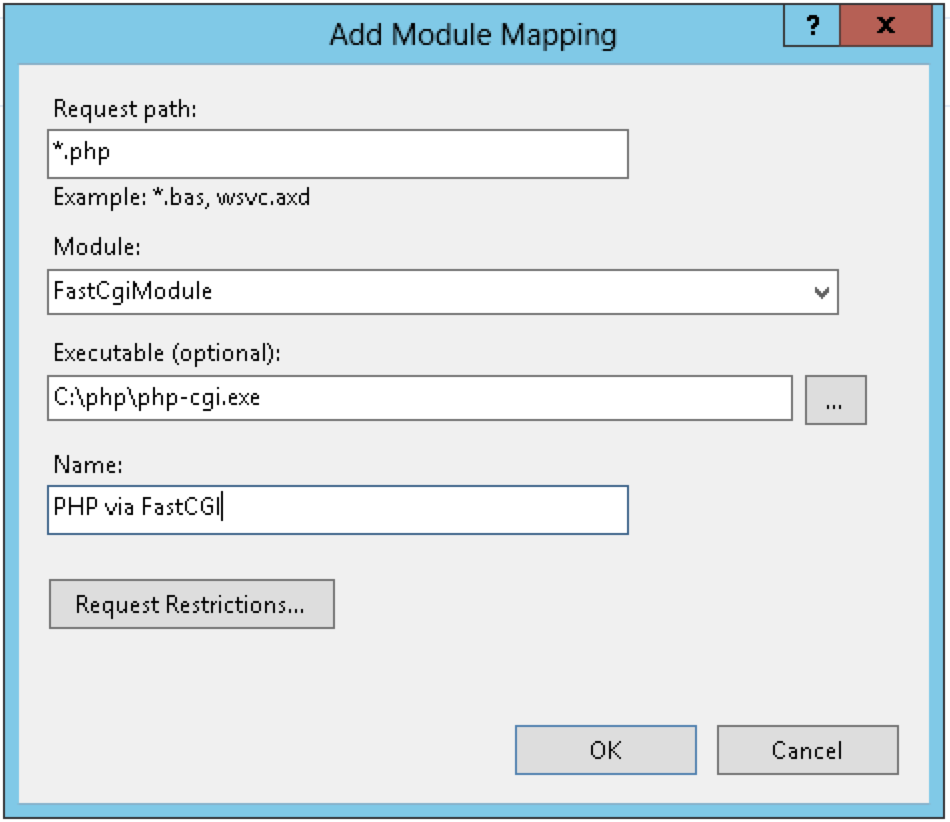 Add Module Mapping
?
x
Request path:
*.php
Example: *.bas, wsvc.axd
Module:
FastCgiModule
Executable (optional):
C:\php\php-cgi.exe
...
Name:
PHP via FastCGI
Request Restrictions...
OK
Cancel